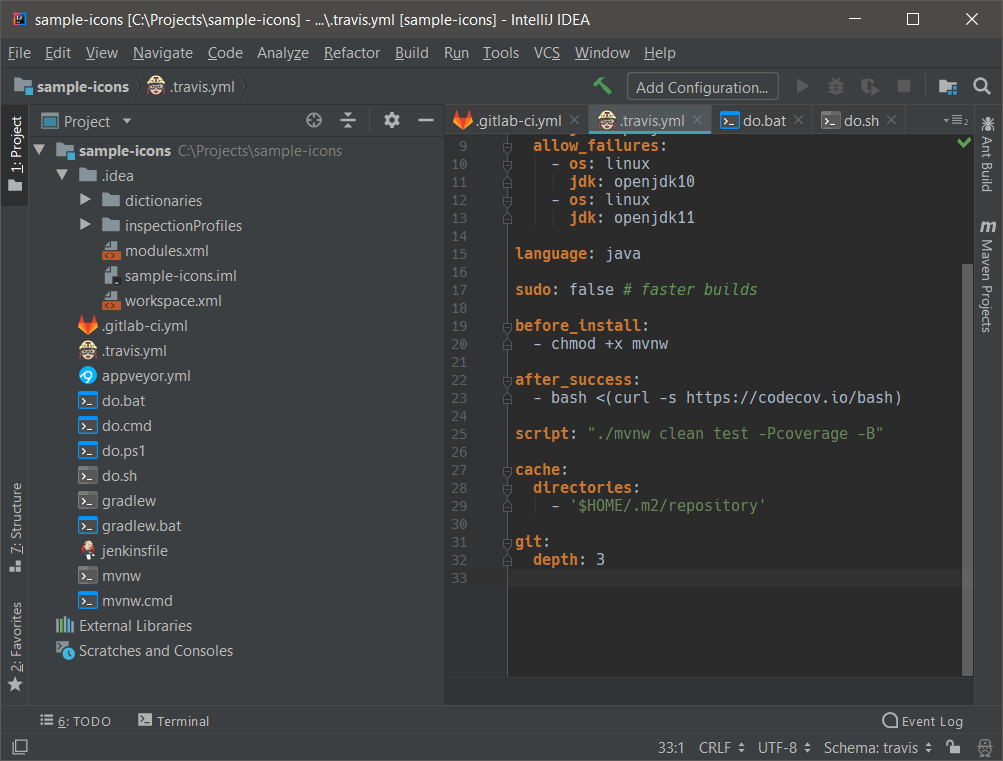 sample-icons [C:\Projects\sample-icons] - ...\.travis.yml [sample-icons] - IntelliJ IDEA
File Edit View Navigate Code Analyze Refactor Build Run Tools VCS Window Help
sample-icons .travis.yml Add Configuration...
1: Project
Project
.gitlab-ci.yml .travis.yml do.bat do.sh 2
sample-icons C:\Projects\sample-icons
.idea
dictionaries
inspectionProfiles
modules.xml
sample-icons.iml
workspace.xml
.gitlab-ci.yml
.travis.yml
appveyor.yml
do.bat
do.cmd
do.ps1
do.sh
gradlew
gradlew.bat
jenkinsfile
mvnw
mvnw.cmd
External Libraries
Scratches and Consoles
7: Structure
2: Favorites
9 allow_failures:
10 - os: linux
11 jdk: openjdk10
12 - os: linux
13 jdk: openjdk11
14
15 language: java
16
17 sudo: false # faster builds
18
19 before_install:
20 - chmod +x mvnw
21
22 after_success:
23 - bash <(curl -s https://codecov.io/bash)
24
25 script: "./mvnw clean test -Pcoverage -B"
26
27 cache:
28 directories:
29 - '$HOME/.m2/repository'
30
31 git:
32 depth: 3
33
Ant Build
m Maven Projects
6: TODO Terminal Event Log
33:1 CRLF UTF-8 Schema: travis